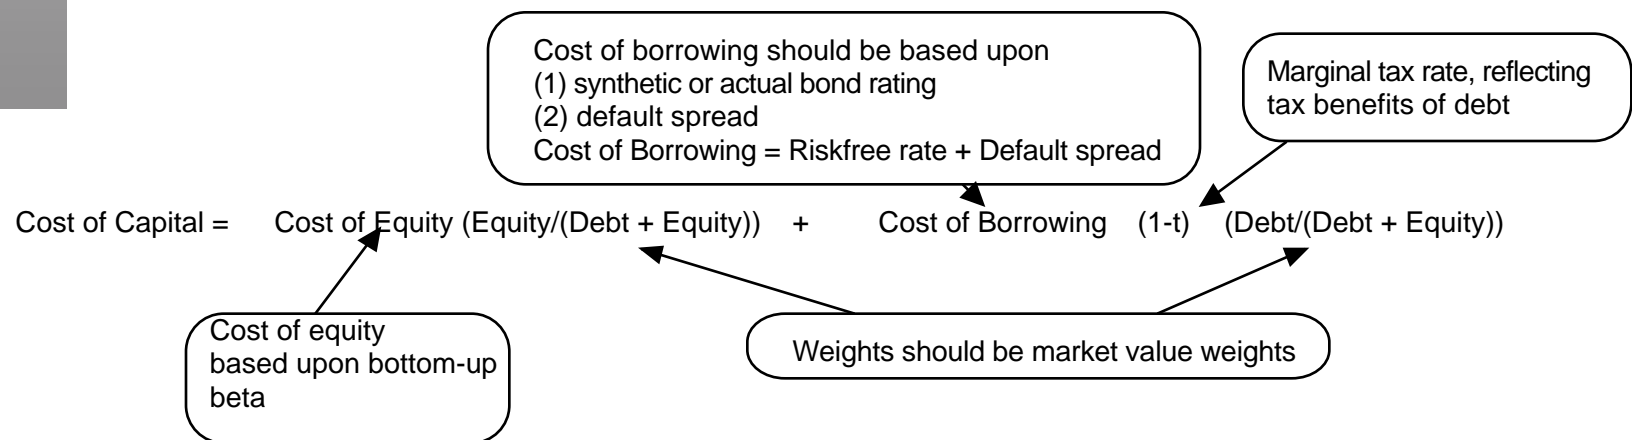 Cost of borrowing should be based upon
(1) synthetic or actual bond rating
(2) default spread
Cost of Borrowing = Riskfree rate + Default spread
Marginal tax rate, reflecting
tax benefits of debt
Cost of Capital = Cost of Equity (Equity/(Debt + Equity)) + Cost of Borrowing (1-t) (Debt/(Debt + Equity))
Cost of equity
based upon bottom-up
beta
Weights should be market value weights